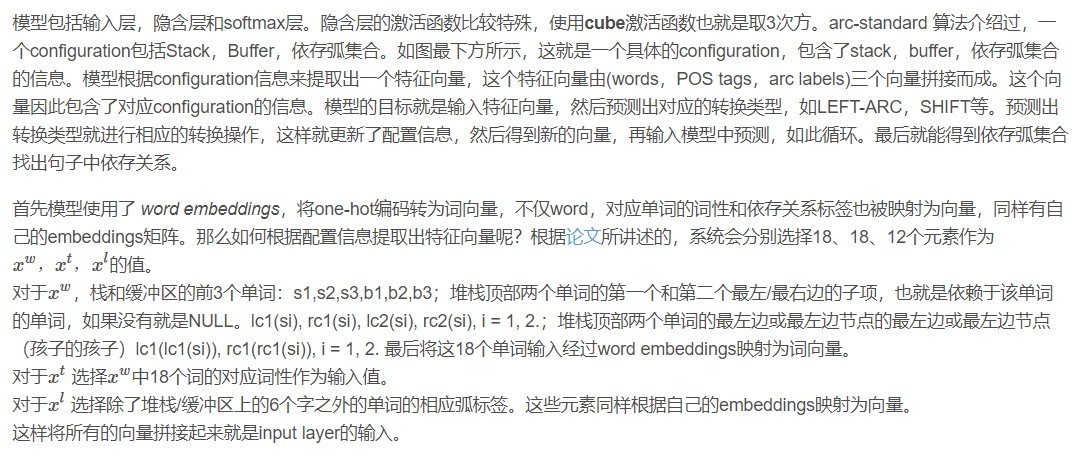 模型包括输入层，隐含层和softmax层。隐含层的激活函数比较特殊，使用cube激活函数也就是取3次方。arc-standard 算法介绍过，一
个configuration包括Stack，Buffer，依存弧集合。如图最下方所示，这就是一个具体的configuration，包含了stack，buffer，依存弧集合
的信息。模型根据configuration信息来提取出一个特征向量，这个特征向量由(words，POS tags，arc labels)三个向量拼接而成。这个向
量因此包含了对应configuration的信息。模型的目标就是输入特征向量，然后预测出对应的转换类型，如LEFT-ARC，SHIFT等。预测出
转换类型就进行相应的转换操作，这样就更新了配置信息，然后得到新的向量，再输入模型中预测，如此循环。最后就能得到依存弧集合
找出句子中依存关系。
首先模型使用了 word embeddings，将one-hot编码转为词向量，不仅word，对应单词的词性和依存关系标签也被映射为向量，同样有自
己的embeddings矩阵。那么如何根据配置信息提取出特征向量呢？根据论文所讲述的，系统会分别选择18、18、12个元素作为
x^w，x^t，x^l的值。
对于x^w，栈和缓冲区的前3个单词：s1,s2,s3,b1,b2,b3；堆栈顶部两个单词的第一个和第二个最左/最右边的子项，也就是依赖于该单词
的单词，如果没有就是NULL。lc1(si), rc1(si), lc2(si), rc2(si), i = 1, 2.；堆栈顶部两个单词的最左边或最左边节点的最左边或最左边节点
（孩子的孩子）lc1(lc1(si)), rc1(rc1(si)), i = 1, 2. 最后将这18个单词输入经过word embeddings映射为词向量。
对于x^t 选择x^w中18个词的对应词性作为输入值。
对于x^l 选择除了堆栈/缓冲区上的6个字之外的单词的相应弧标签。这些元素同样根据自己的embeddings映射为向量。
这样将所有的向量拼接起来就是input layer的输入。